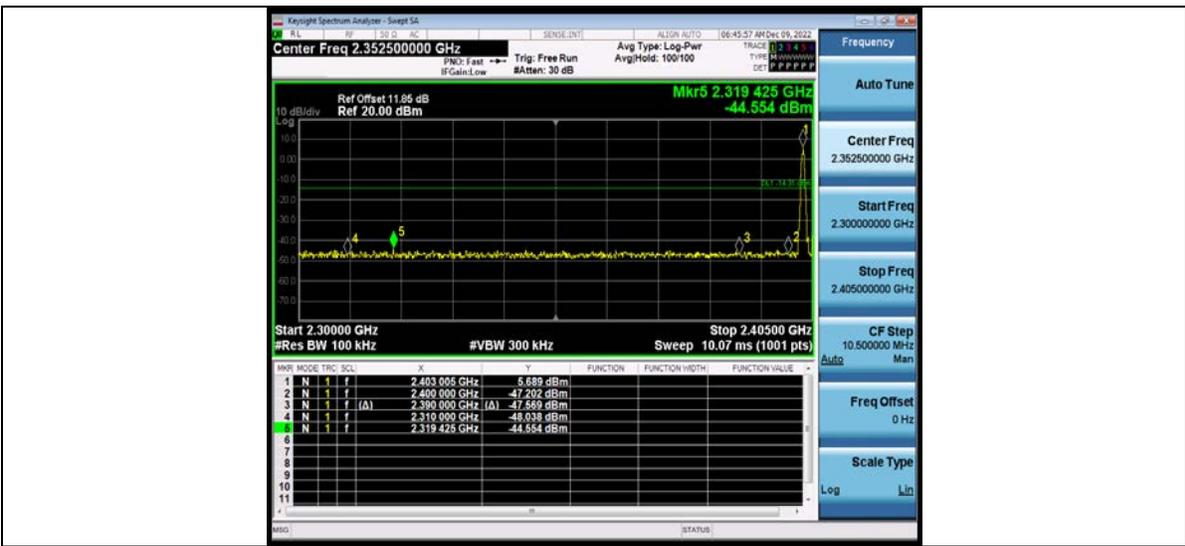 Keysight Spectrum Analyzer - Swept SA
RL RF 50 Ω AC SENSE:INT ALIGN AUTO 06:45:57 AM Dec 09, 2022
Center Freq 2.352500000 GHz
PNO: Fast
IFGain:Low
Trig: Free Run
#Atten: 30 dB
Avg Type: Log-Pwr
Avg|Hold: 100/100
TRACE 1 2 3 4 5
TYPE M
DET P P P P P P
Mkr5 2.319 425 GHz
-44.554 dBm
Ref Offset 11.85 dB
10 dB/div Ref 20.00 dBm
Log
10.0
0.00
-10.0
-20.0
-30.0
-40.0
-50.0
-60.0
-70.0
1
2
3
4
5
Start 2.30000 GHz Stop 2.40500 GHz
#Res BW 100 kHz #VBW 300 kHz Sweep 10.07 ms (1001 pts)
MKR MODE TRC SCL X Y FUNCTION FUNCTION WIDTH FUNCTION VALUE
1 N 1 f 2.403 005 GHz 5.689 dBm
2 N 1 f 2.400 000 GHz -47.202 dBm
3 N 1 f (Δ) 2.390 000 GHz (Δ) -47.569 dBm
4 N 1 f 2.310 000 GHz -48.038 dBm
5 N 1 f 2.319 425 GHz -44.554 dBm
6
7
8
9
10
11
MSG STATUS
Frequency
Auto Tune
Center Freq
2.352500000 GHz
Start Freq
2.300000000 GHz
Stop Freq
2.405000000 GHz
CF Step
10.500000 MHz
Auto Man
Freq Offset
0 Hz
Scale Type
Log Lin